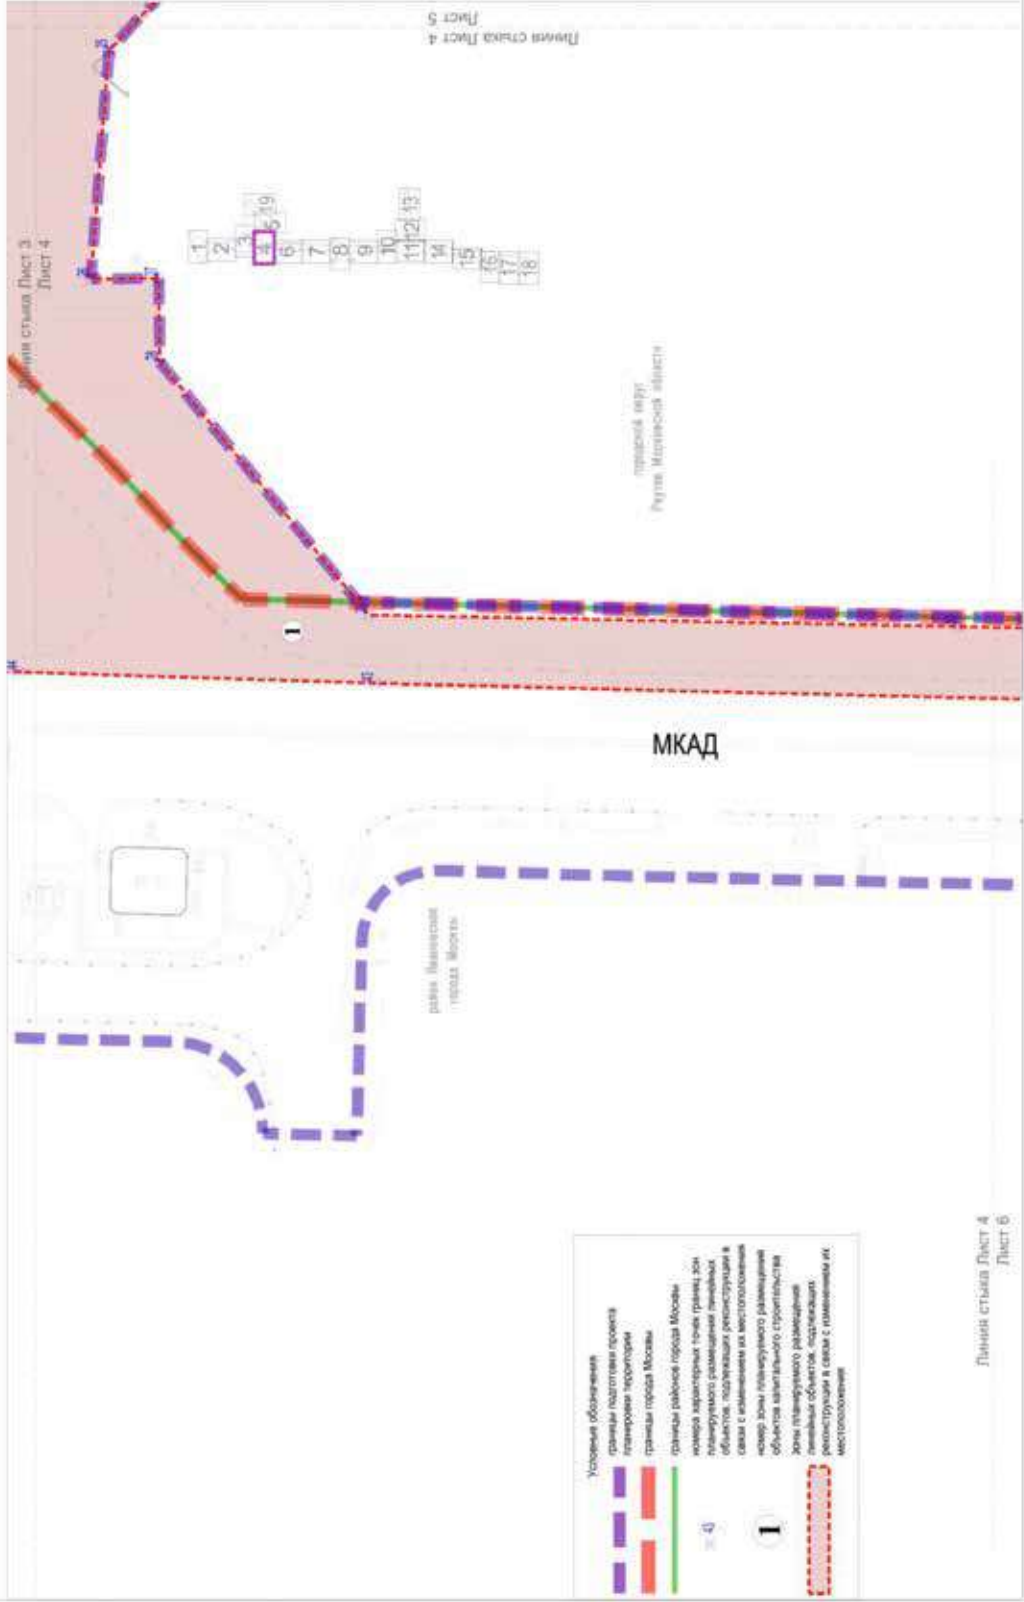 Линия стыка Лист 3
Лист 4
Линия стыка Лист 4
Лист 5
1
2
3
4
5 19
6
7
8
9
10
11 12 13
14
15
16
17
18
городской округ
Реутов Московской области
1
МКАД
района
города Москвы
Условные обозначения
границы подготовки проекта
планировки территории
границы города Москвы
границы районов города Москвы
номера характерных точек границ зон
планируемого размещения линейных
объектов, подлежащих реконструкции в
связи с изменением их местоположения
1
номер зоны планируемого размещения
объектов капитального строительства
зоны планируемого размещения
линейных объектов, подлежащих
реконструкции в связи с изменением их
местоположения
Линия стыка Лист 4
Лист 6